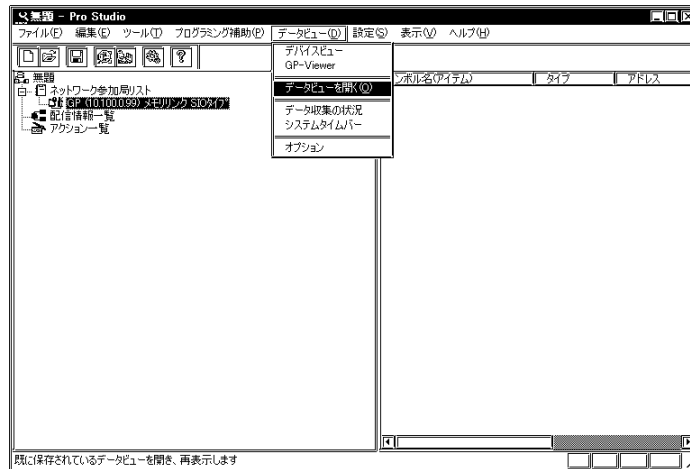 無題 - Pro Studio
ファイル(F) 編集(E) ツール(T) プログラミング補助(P) データビュー(D) 設定(S) 表示(V) ヘルプ(H)
デバイスビュー
GP-Viewer
データビューを開く(O)
データ収集の状況
システムタイムバー
オプション
無題
ネットワーク参加局リスト
GP (10.100.0.99) メモリリンク SIOタイプ
配信情報一覧
アクション一覧
ンボル名(アイテム) タイプ アドレス
既に保存されているデータビューを開き、再表示します